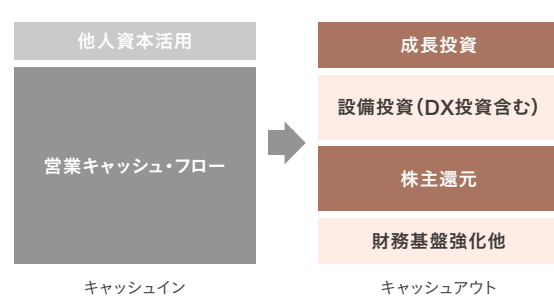 他人資本活用
営業キャッシュ・フロー
キャッシュイン
成長投資
設備投資(DX投資含む)
株主還元
財務基盤強化他
キャッシュアウト